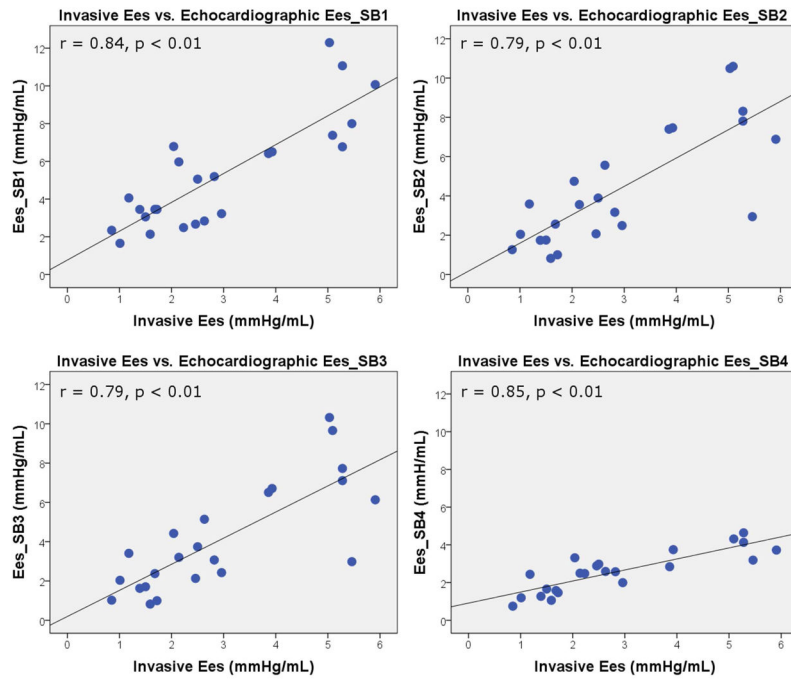 Invasive Ees vs. Echocardiographic Ees_SB1
r = 0.84, p < 0.01
12
10
8
6
4
2
0
Ees_SB1 (mmHg/mL)
0 1 2 3 4 5 6
Invasive Ees (mmHg/mL)
Invasive Ees vs. Echocardiographic Ees_SB2
r = 0.79, p < 0.01
12
10
8
6
4
2
0
Ees_SB2 (mmHg/mL)
0 1 2 3 4 5 6
Invasive Ees (mmHg/mL)
Invasive Ees vs. Echocardiographic Ees_SB3
r = 0.79, p < 0.01
12
10
8
6
4
2
0
Ees_SB3 (mmHg/mL)
0 1 2 3 4 5 6
Invasive Ees (mmHg/mL)
Invasive Ees vs. Echocardiographic Ees_SB4
r = 0.85, p < 0.01
12
10
8
6
4
2
0
Ees_SB4 (mmH/mL)
0 1 2 3 4 5 6
Invasive Ees (mmHg/mL)